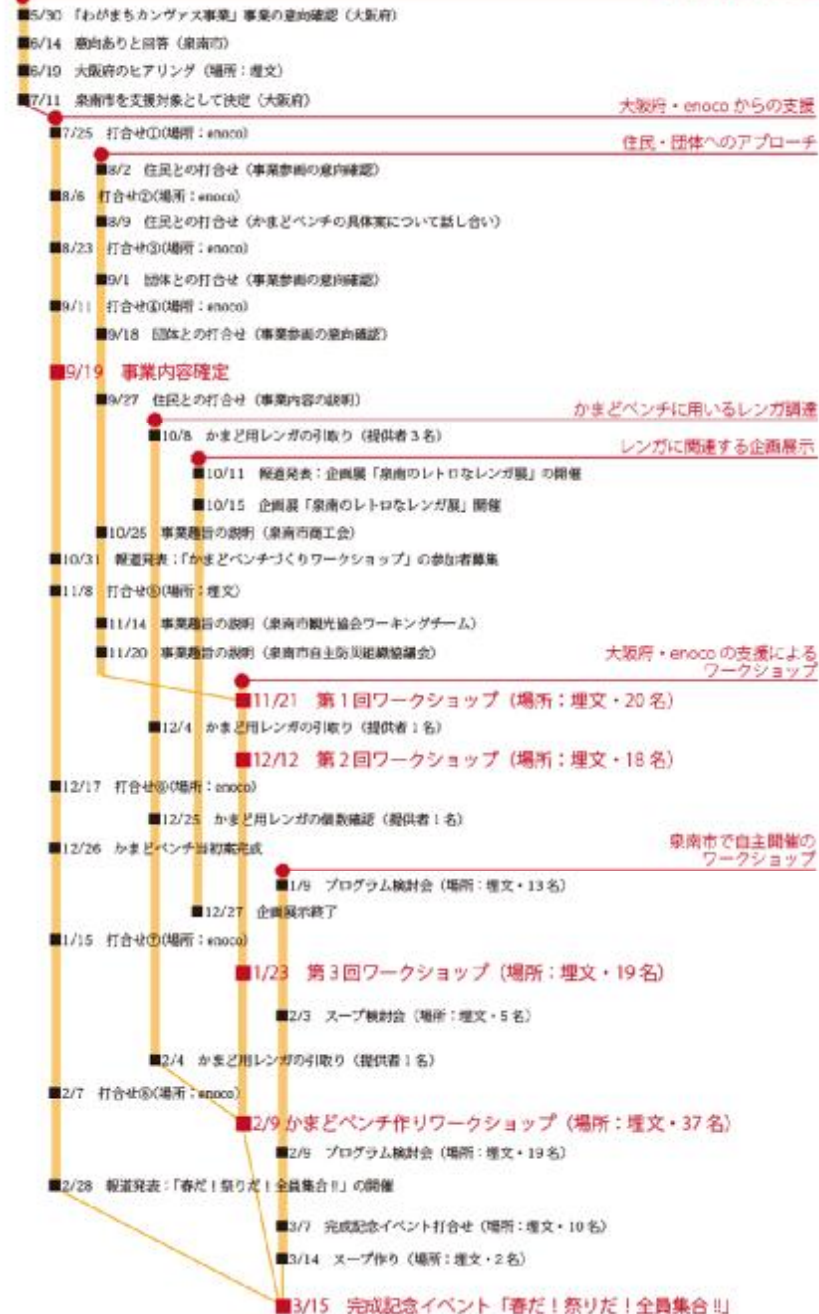 ■5/30 「わがまちカンヴァス事業」事業の意向確認（大阪府）
■6/14 意向ありと回答（泉南市）
■6/19 大阪府のヒアリング（場所：埋文）
■7/11 泉南市を支援対象として決定（大阪府）
大阪府・enocoからの支援
■7/25 打合せ①(場所：enoco)
住民・団体へのアプローチ
■8/2 住民との打合せ（事業参画の意向確認）
■8/6 打合せ②(場所：enoco)
■8/9 住民との打合せ（かまどベンチの具体案について話し合い）
■8/23 打合せ③(場所：enoco)
■9/1 団体との打合せ（事業参画の意向確認）
■9/11 打合せ④(場所：enoco)
■9/18 団体との打合せ（事業参画の意向確認）
■9/19 事業内容確定
■9/27 住民との打合せ（事業内容の説明）
かまどベンチに用いるレンガ調達
■10/8 かまど用レンガの引取り（提供者3名）
レンガに関連する企画展示
■10/11 報道発表：企画展「泉南のレトロなレンガ展」の開催
■10/15 企画展「泉南のレトロなレンガ展」開催
■10/25 事業趣旨の説明（泉南市商工会）
■10/31 報道発表：「かまどベンチづくりワークショップ」の参加者募集
■11/8 打合せ⑤(場所：埋文)
■11/14 事業趣旨の説明（泉南市観光協会ワーキングチーム）
■11/20 事業趣旨の説明（泉南市自主防災組織協議会）
大阪府・enocoの支援による
ワークショップ
■11/21 第1回ワークショップ（場所：埋文・20名）
■12/4 かまど用レンガの引取り（提供者1名）
■12/12 第2回ワークショップ（場所：埋文・18名）
■12/17 打合せ⑥(場所：enoco)
■12/25 かまど用レンガの個数確認（提供者1名）
■12/26 かまどベンチ当初案完成
泉南市で自主開催の
ワークショップ
■1/9 プログラム検討会（場所：埋文・13名）
■12/27 企画展示終了
■1/15 打合せ⑦(場所：enoco)
■1/23 第3回ワークショップ（場所：埋文・19名）
■2/3 スープ検討会（場所：埋文・5名）
■2/4 かまど用レンガの引取り（提供者1名）
■2/7 打合せ⑧(場所：enoco)
■2/9かまどベンチ作りワークショップ（場所：埋文・37名）
■2/9 プログラム検討会（場所：埋文・19名）
■2/28 報道発表：「春だ！祭りだ！全員集合‼」の開催
■3/7 完成記念イベント打合せ（場所：埋文・10名）
■3/14 スープ作り（場所：埋文・2名）
■3/15 完成記念イベント「春だ！祭りだ！全員集合‼」